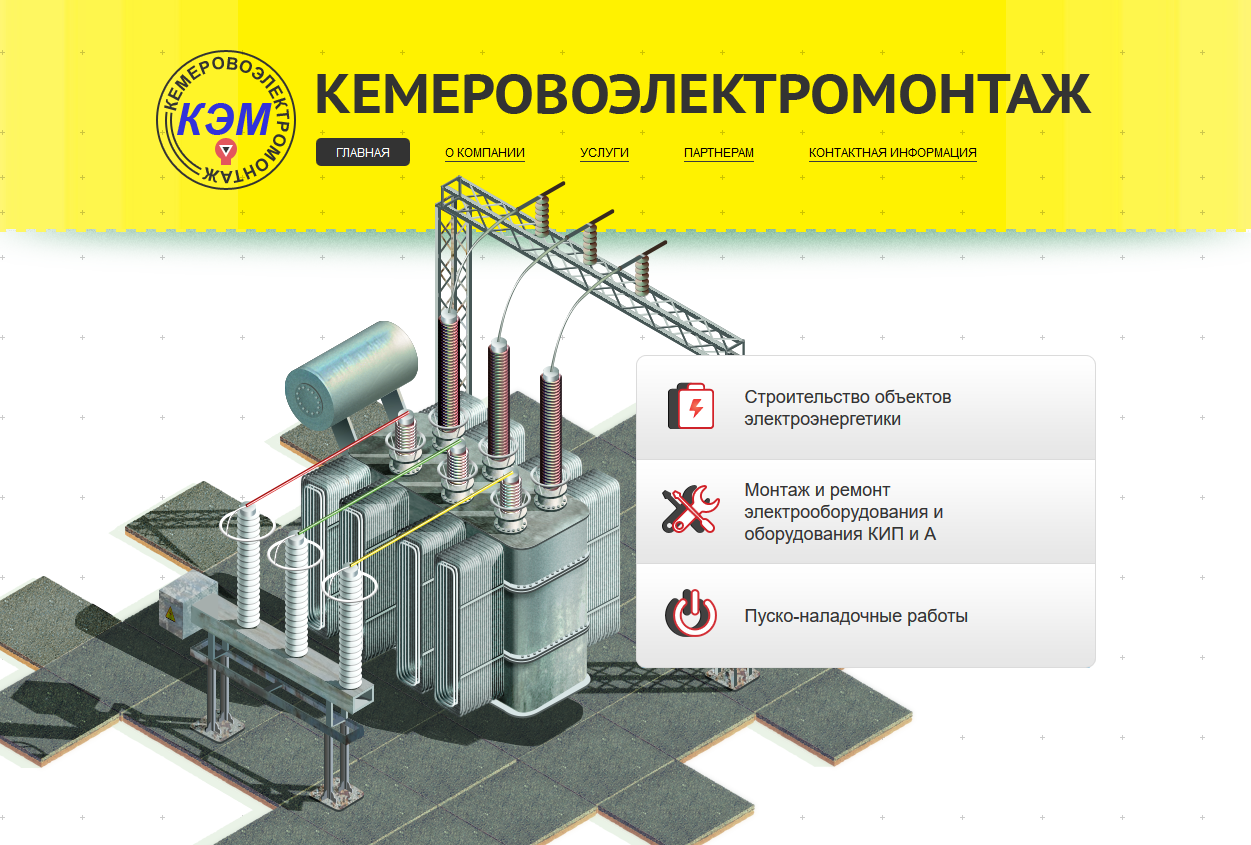 КЕМЕРОВОЭЛЕКТРОМОНТАЖ
КЭМ
КЕМЕРОВОЭЛЕКТРОМОНТАЖ
ГЛАВНАЯ О КОМПАНИИ УСЛУГИ ПАРТНЕРАМ КОНТАКТНАЯ ИНФОРМАЦИЯ
Строительство объектов
электроэнергетики
Монтаж и ремонт
электрооборудования и
оборудования КИП и А
Пуско-наладочные работы